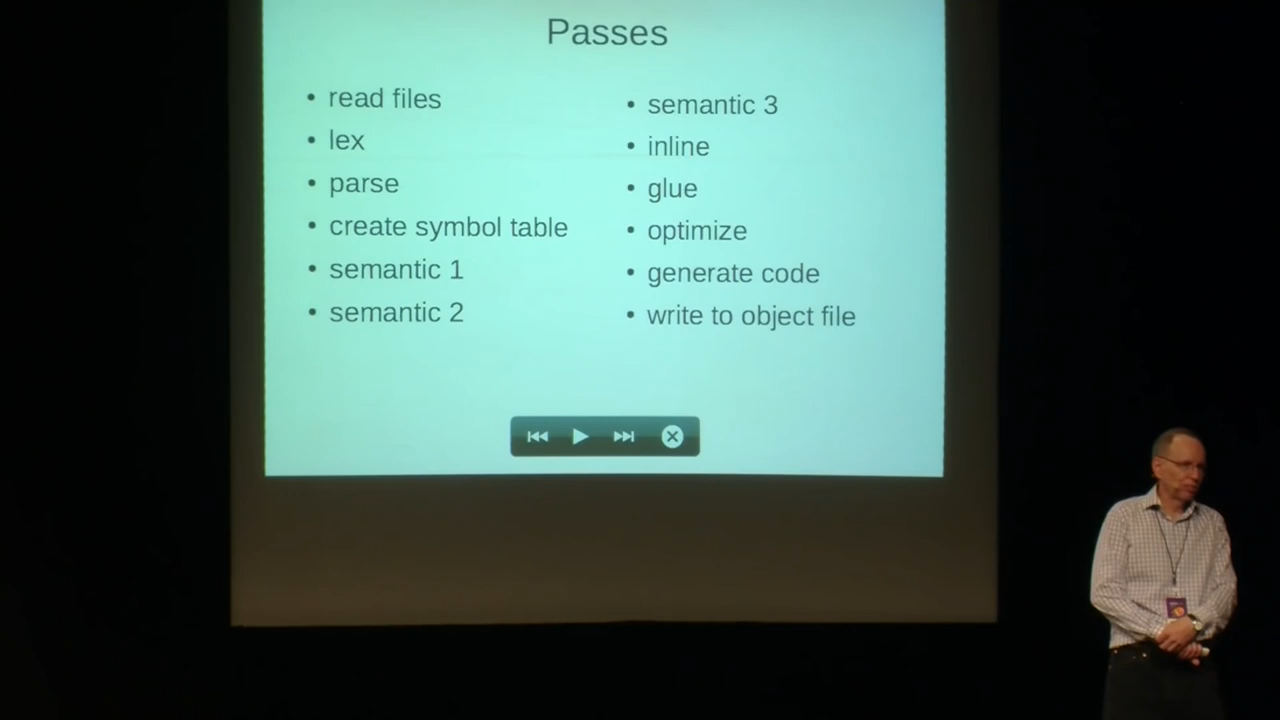 Passes
• read files
• lex
• parse
• create symbol table
• semantic 1
• semantic 2
• semantic 3
• inline
• glue
• optimize
• generate code
• write to object file